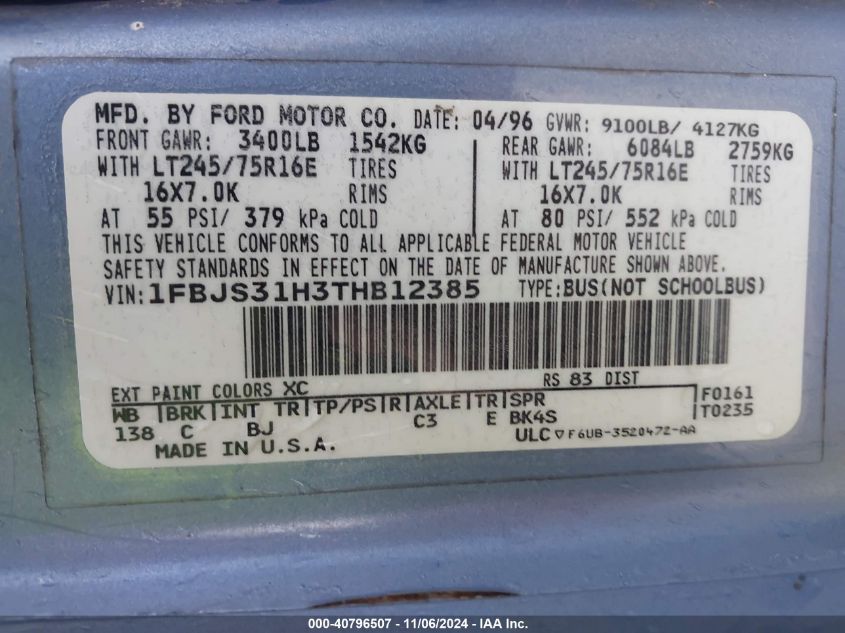 MFD. BY FORD MOTOR CO. DATE: 04/96 GVWR: 9100LB/ 4127KG
FRONT GAWR: 3400LB 1542KG REAR GAWR: 6084LB 2759KG
WITH LT245/75R16E TIRES WITH LT245/75R16E TIRES
16X7.0K RIMS 16X7.0K RIMS
AT 55 PSI/ 379 kPa COLD AT 80 PSI/ 552 kPa COLD
THIS VEHICLE CONFORMS TO ALL APPLICABLE FEDERAL MOTOR VEHICLE
SAFETY STANDARDS IN EFFECT ON THE DATE OF MANUFACTURE SHOWN ABOVE.
VIN: 1FBJS31H3THB12385 TYPE: BUS(NOT SCHOOLBUS)
EXT PAINT COLORS XC RS 83 DIST
WB BRK INT TR TP/PS R AXLE TR SPR F0161
138 C BJ C3 E BK4S T0235
MADE IN U.S.A. ULC ▽ F6UB-3520472-AA
000-40796507 - 11/06/2024 - IAA Inc.